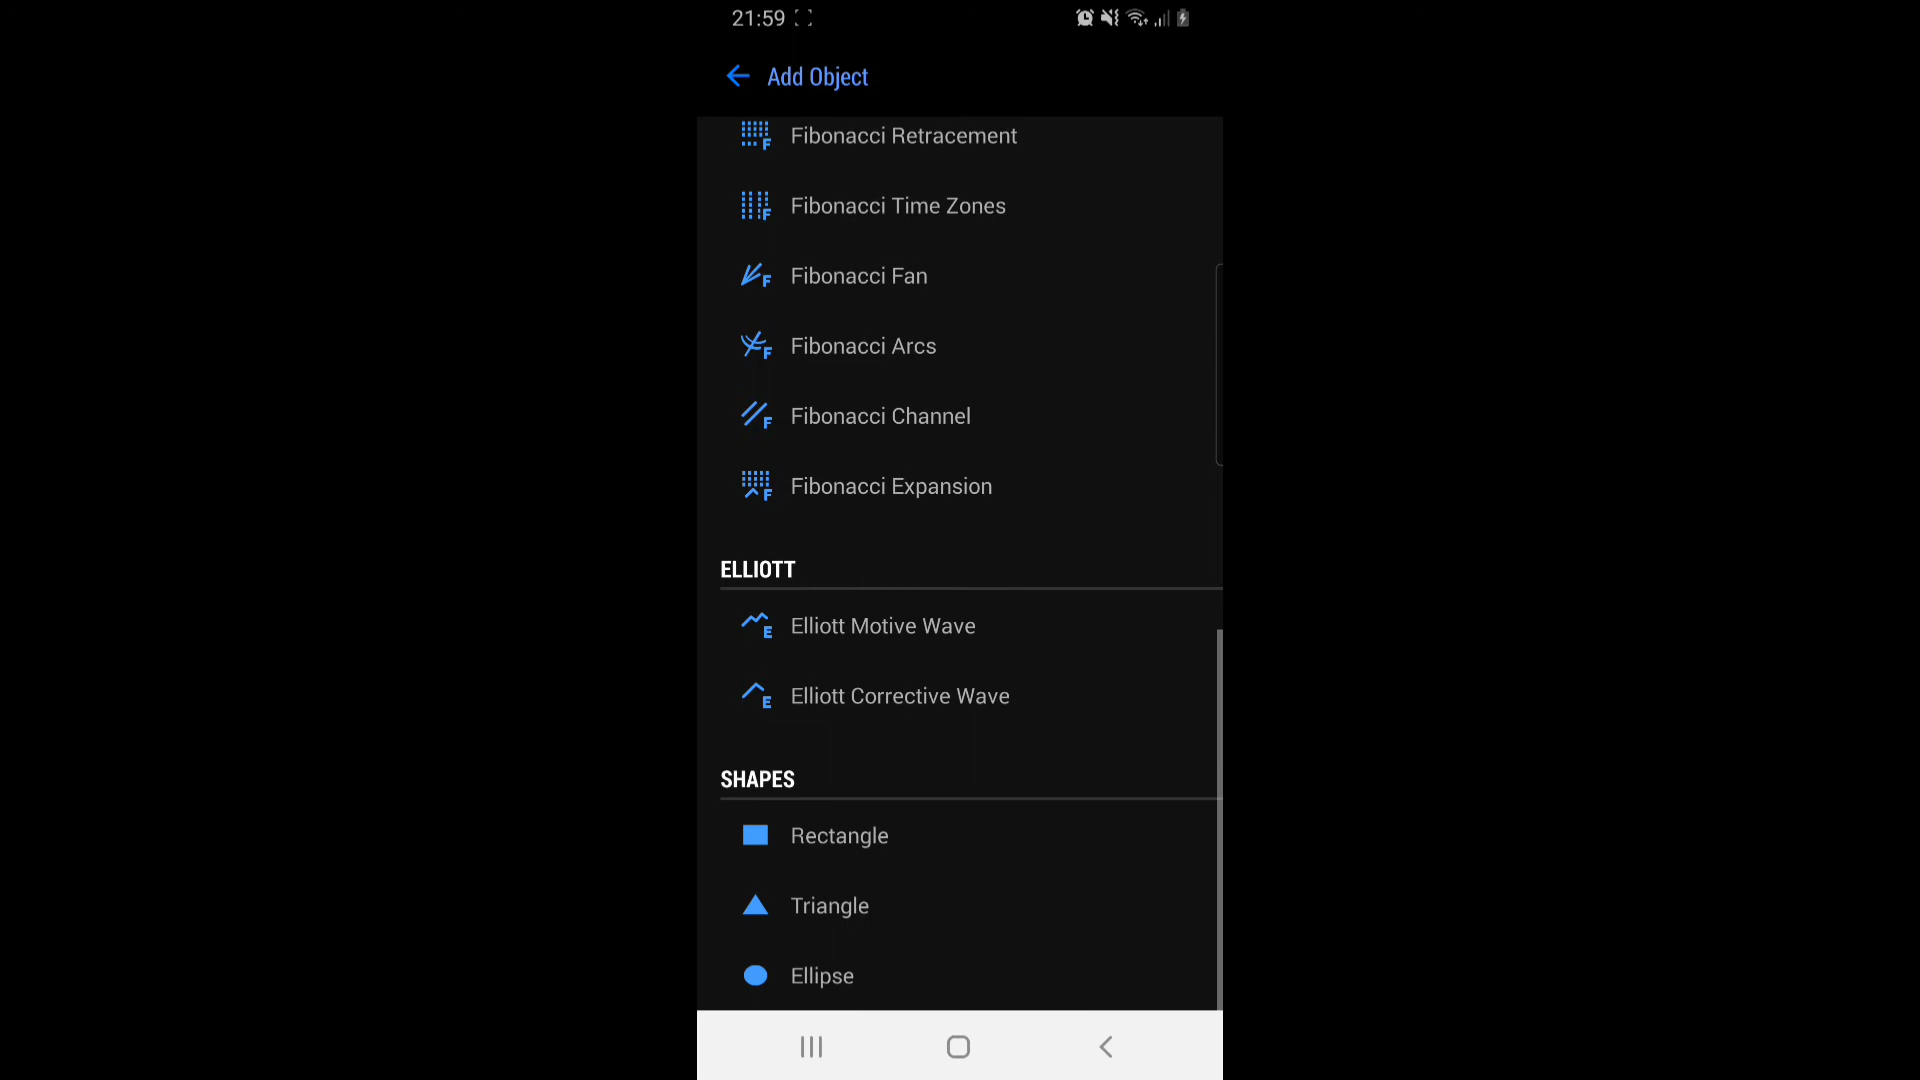 21:59
Add Object
Fibonacci Retracement
Fibonacci Time Zones
Fibonacci Fan
Fibonacci Arcs
Fibonacci Channel
Fibonacci Expansion
ELLIOTT
Elliott Motive Wave
Elliott Corrective Wave
SHAPES
Rectangle
Triangle
Ellipse